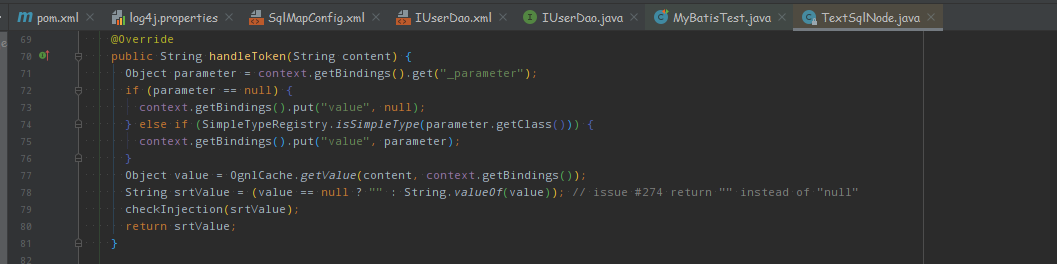 pom.xml log4j.properties SqlMapConfig.xml IUserDao.xml IUserDao.java MyBatisTest.java TextSqlNode.java
69 @Override
70 public String handleToken(String content) {
71 Object parameter = context.getBindings().get("_parameter");
72 if (parameter == null) {
73 context.getBindings().put("value", null);
74 } else if (SimpleTypeRegistry.isSimpleType(parameter.getClass())) {
75 context.getBindings().put("value", parameter);
76 }
77 Object value = OgnlCache.getValue(content, context.getBindings());
78 String srtValue = (value == null ? "" : String.valueOf(value)); // issue #274 return "" instead of "null"
79 checkInjection(srtValue);
80 return srtValue;
81 }
82